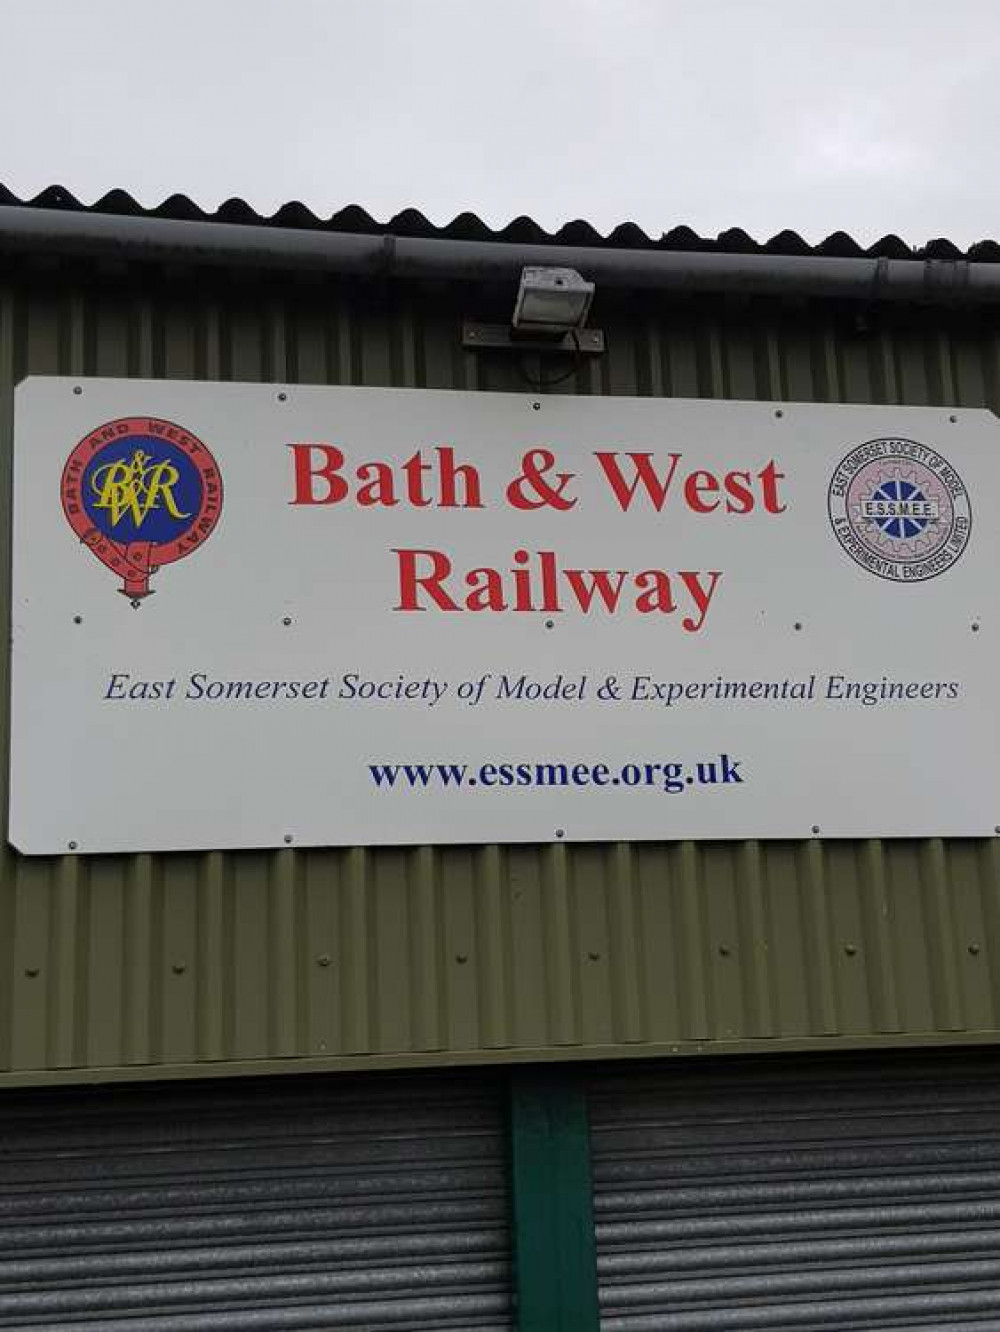 BATH AND WEST RAILWAY
B&WR
Bath & West
Railway
EAST SOMERSET SOCIETY OF MODEL
& EXPERIMENTAL ENGINEERS LIMITED
E.S.S.M.E.E.
East Somerset Society of Model & Experimental Engineers
www.essmee.org.uk